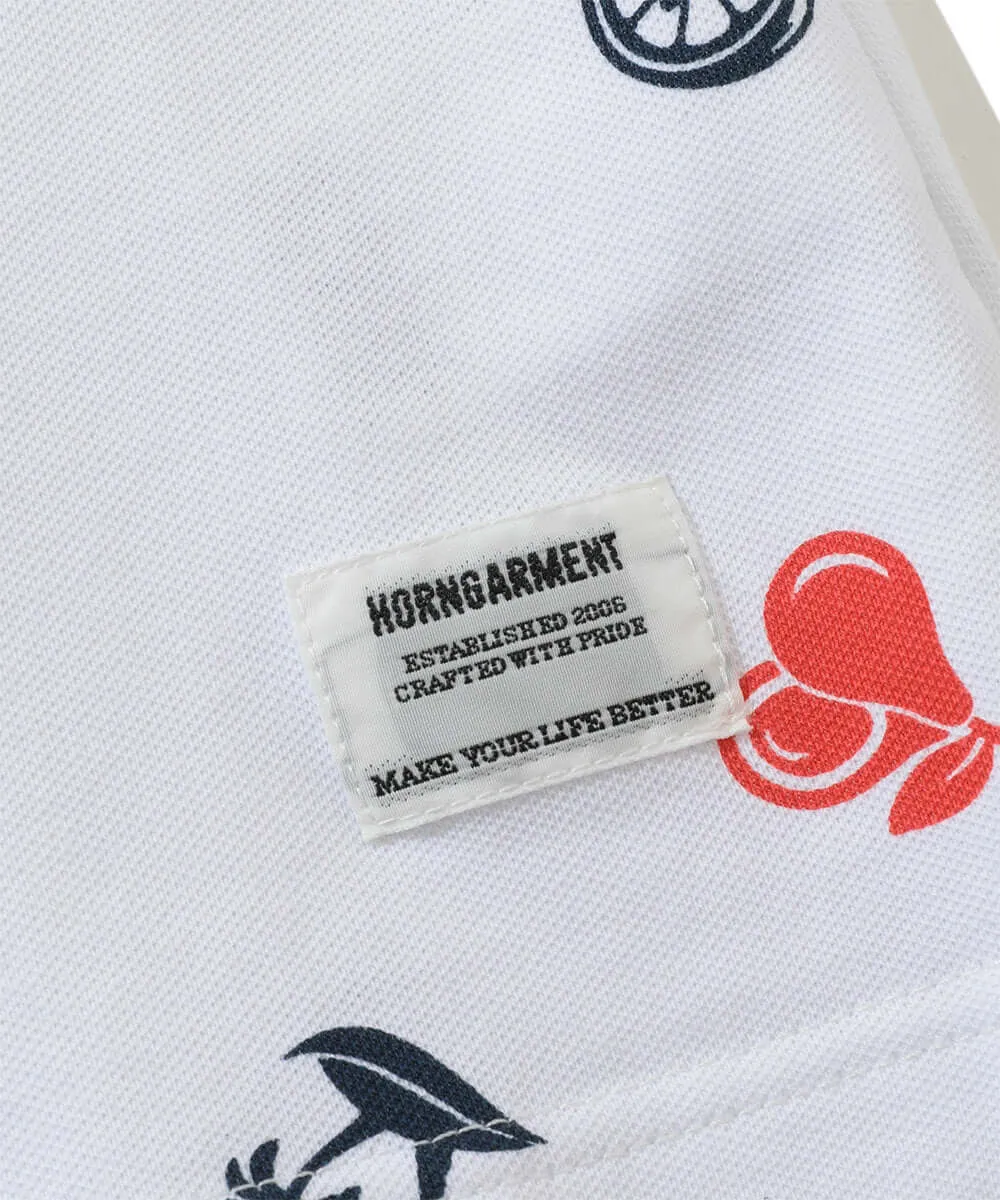 HORNGARMENT
ESTABLISHED 2006
CRAFTED WITH PRIDE
MAKE YOUR LIFE BETTER